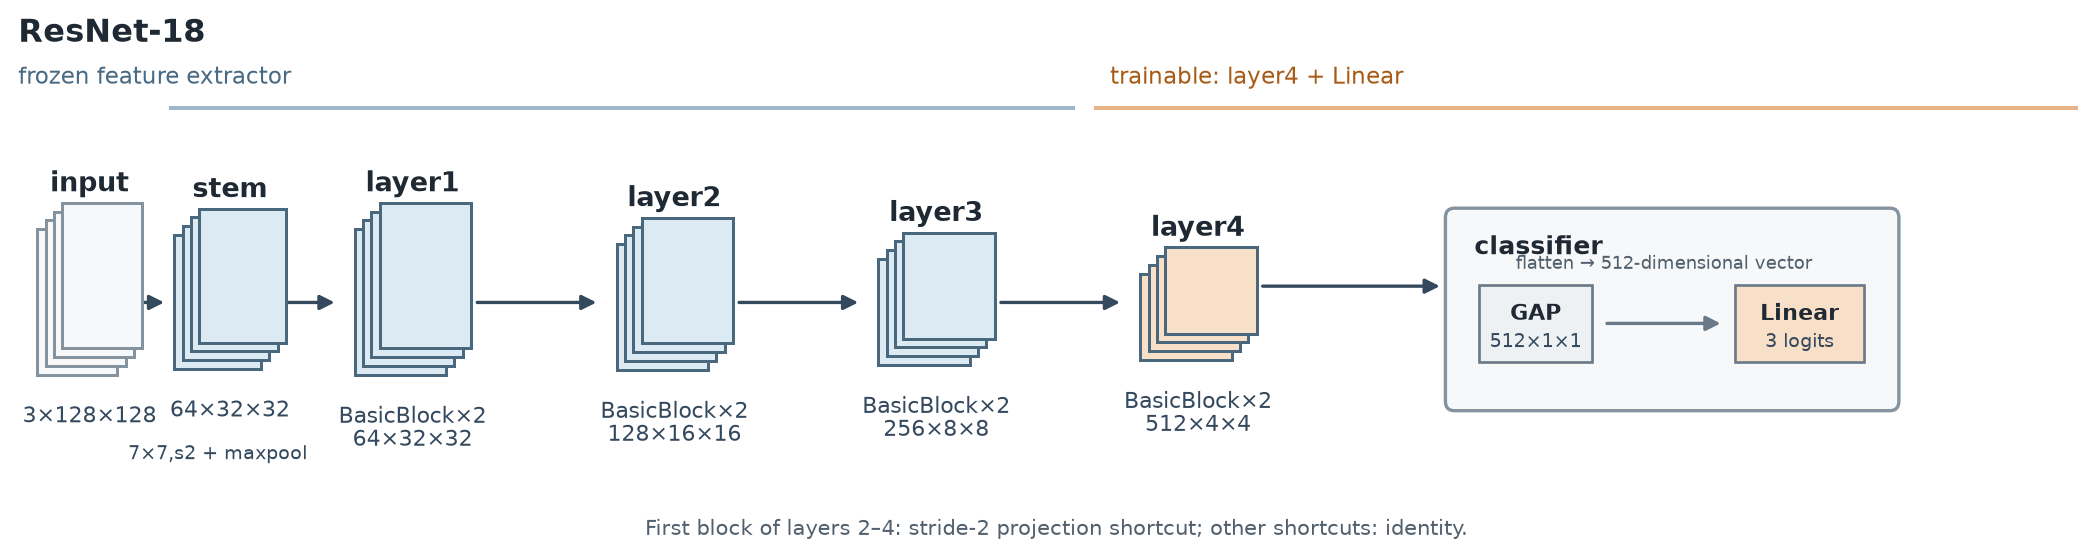 ResNet-18
frozen feature extractor
trainable: layer4 + Linear
input
3×128×128
stem
64×32×32
7×7,s2 + maxpool
layer1
BasicBlock×2
64×32×32
layer2
BasicBlock×2
128×16×16
layer3
BasicBlock×2
256×8×8
layer4
BasicBlock×2
512×4×4
classifier
flatten → 512-dimensional vector
GAP
512×1×1
Linear
3 logits
First block of layers 2–4: stride-2 projection shortcut; other shortcuts: identity.